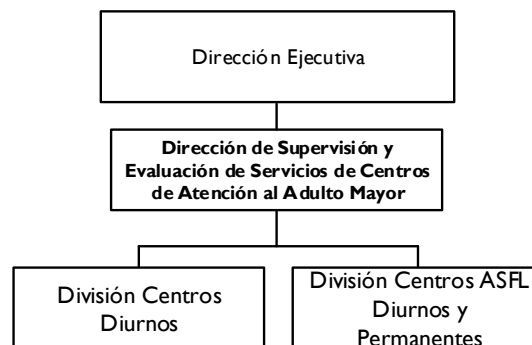 Dirección Ejecutiva
Dirección de Supervisión y
Evaluación de Servicios de Centros
de Atención al Adulto Mayor
División Centros
Diurnos
División Centros ASFL
Diurnos y
Permanentes